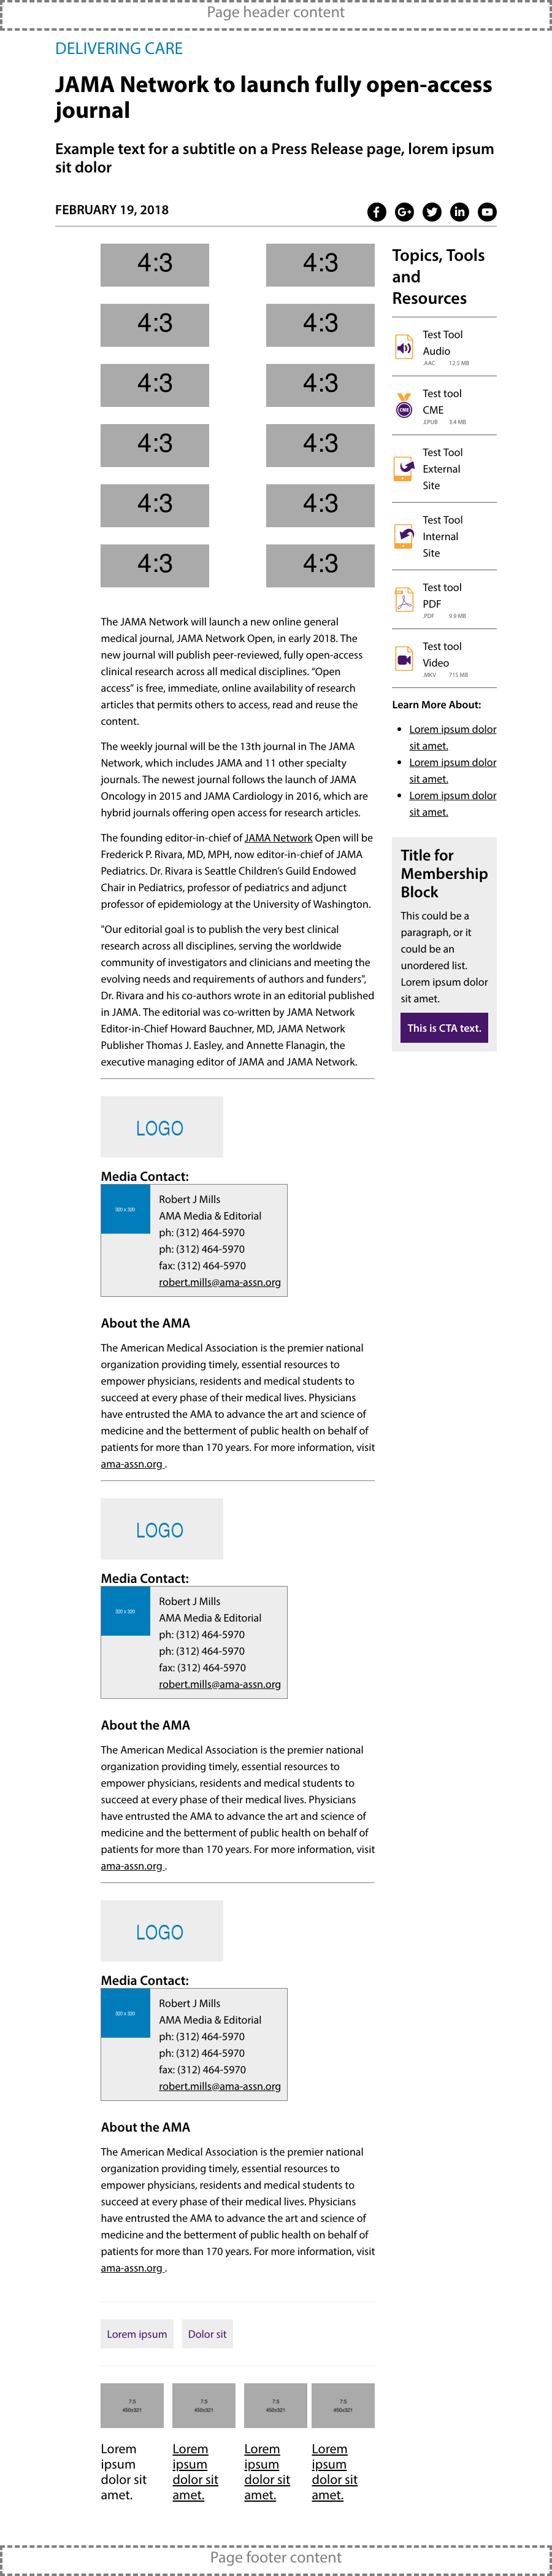 Page header content
DELIVERING CARE
JAMA Network to launch fully open-access
journal
Example text for a subtitle on a Press Release page, lorem ipsum
sit dolor
FEBRUARY 19, 2018
4:3 4:3
4:3 4:3
4:3 4:3
4:3 4:3
4:3 4:3
4:3 4:3
The JAMA Network will launch a new online general
medical journal, JAMA Network Open, in early 2018. The
new journal will publish peer-reviewed, fully open-access
clinical research across all medical disciplines. “Open
access” is free, immediate, online availability of research
articles that permits others to access, read and reuse the
content.
The weekly journal will be the 13th journal in The JAMA
Network, which includes JAMA and 11 other specialty
journals. The newest journal follows the launch of JAMA
Oncology in 2015 and JAMA Cardiology in 2016, which are
hybrid journals offering open access for research articles.
The founding editor-in-chief of JAMA Network Open will be
Frederick P. Rivara, MD, MPH, now editor-in-chief of JAMA
Pediatrics. Dr. Rivara is Seattle Children’s Guild Endowed
Chair in Pediatrics, professor of pediatrics and adjunct
professor of epidemiology at the University of Washington.
"Our editorial goal is to publish the very best clinical
research across all disciplines, serving the worldwide
community of investigators and clinicians and meeting the
evolving needs and requirements of authors and funders",
Dr. Rivara and his co-authors wrote in an editorial published
in JAMA. The editorial was co-written by JAMA Network
Editor-in-Chief Howard Bauchner, MD, JAMA Network
Publisher Thomas J. Easley, and Annette Flanagin, the
executive managing editor of JAMA and JAMA Network.
LOGO
Media Contact:
320 x 320
Robert J Mills
AMA Media & Editorial
ph: (312) 464-5970
ph: (312) 464-5970
fax: (312) 464-5970
robert.mills@ama-assn.org
About the AMA
The American Medical Association is the premier national
organization providing timely, essential resources to
empower physicians, residents and medical students to
succeed at every phase of their medical lives. Physicians
have entrusted the AMA to advance the art and science of
medicine and the betterment of public health on behalf of
patients for more than 170 years. For more information, visit
ama-assn.org .
LOGO
Media Contact:
320 x 320
Robert J Mills
AMA Media & Editorial
ph: (312) 464-5970
ph: (312) 464-5970
fax: (312) 464-5970
robert.mills@ama-assn.org
About the AMA
The American Medical Association is the premier national
organization providing timely, essential resources to
empower physicians, residents and medical students to
succeed at every phase of their medical lives. Physicians
have entrusted the AMA to advance the art and science of
medicine and the betterment of public health on behalf of
patients for more than 170 years. For more information, visit
ama-assn.org .
LOGO
Media Contact:
320 x 320
Robert J Mills
AMA Media & Editorial
ph: (312) 464-5970
ph: (312) 464-5970
fax: (312) 464-5970
robert.mills@ama-assn.org
About the AMA
The American Medical Association is the premier national
organization providing timely, essential resources to
empower physicians, residents and medical students to
succeed at every phase of their medical lives. Physicians
have entrusted the AMA to advance the art and science of
medicine and the betterment of public health on behalf of
patients for more than 170 years. For more information, visit
ama-assn.org .
Lorem ipsum Dolor sit
7:5
450x321
Lorem
ipsum
dolor sit
amet.
7:5
450x321
Lorem
ipsum
dolor sit
amet.
7:5
450x321
Lorem
ipsum
dolor sit
amet.
7:5
450x321
Lorem
ipsum
dolor sit
amet.
Topics, Tools
and
Resources
Test Tool
Audio
.AAC 12.5 MB
CME
Test tool
CME
.EPUB 3.4 MB
Test Tool
External
Site
Test Tool
Internal
Site
Test tool
PDF
.PDF 9.9 MB
Test tool
Video
.MKV 715 MB
Learn More About:
Lorem ipsum dolor
sit amet.
Lorem ipsum dolor
sit amet.
Lorem ipsum dolor
sit amet.
Title for
Membership
Block
This could be a
paragraph, or it
could be an
unordered list.
Lorem ipsum dolor
sit amet.
This is CTA text.
Page footer content